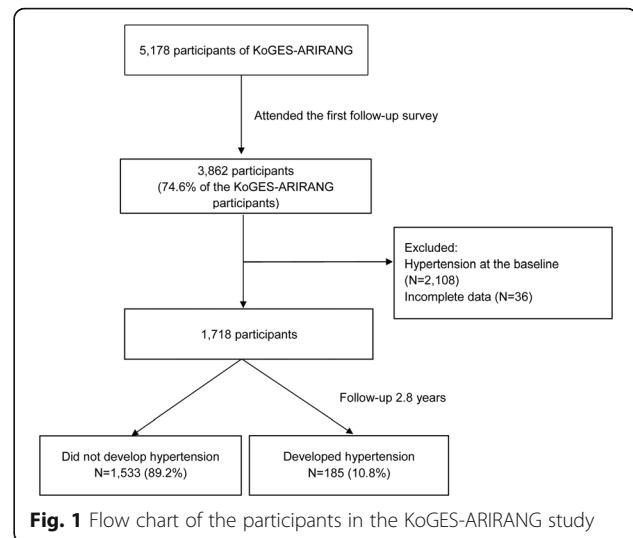 5,178 participants of KoGES-ARIRANG
Attended the first follow-up survey
3,862 participants
(74.6% of the KoGES-ARIRANG
participants)
Excluded:
Hypertension at the baseline
(N=2,108)
Incomplete data (N=36)
1,718 participants
Follow-up 2.8 years
Did not develop hypertension
N=1,533 (89.2%)
Developed hypertension
N=185 (10.8%)
Fig. 1 Flow chart of the participants in the KoGES-ARIRANG study